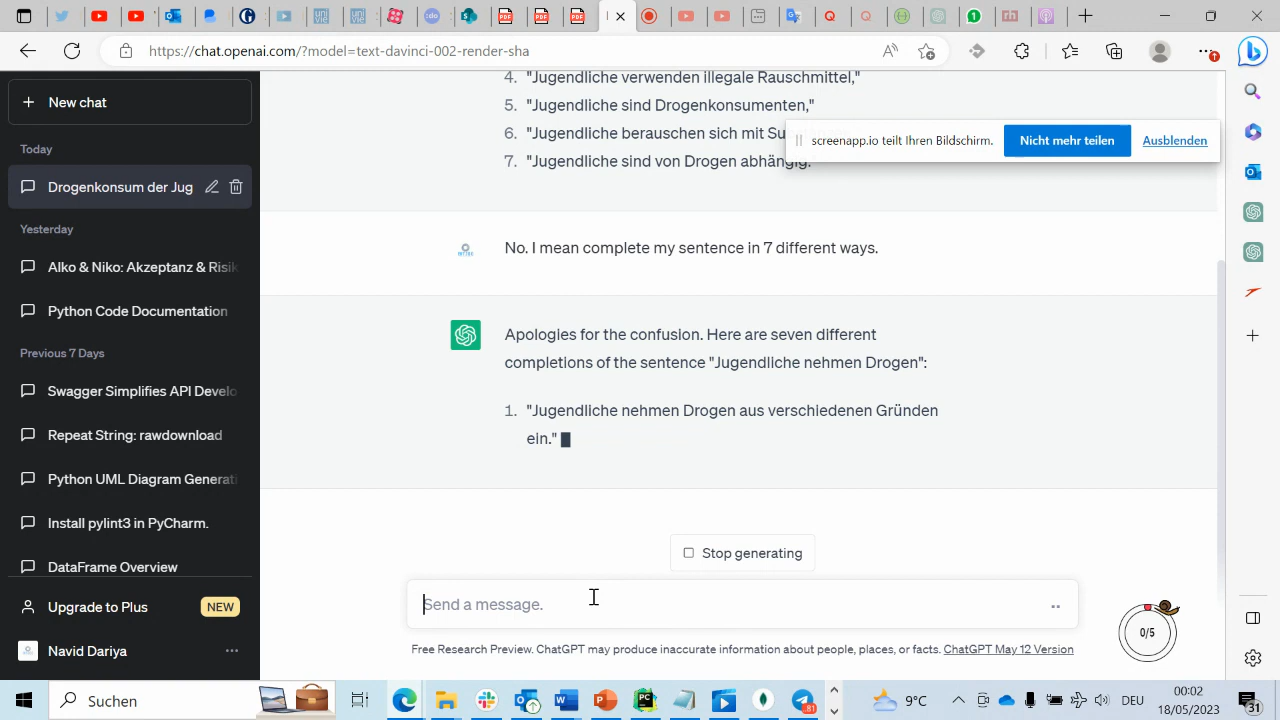 https://chat.openai.com/?model=text-davinci-002-render-sha
New chat
Today
Drogenkonsum der Jug
Yesterday
Alko & Niko: Akzeptanz & Risik
Python Code Documentation
Previous 7 Days
Swagger Simplifies API Develo
Repeat String: rawdownload
Python UML Diagram Generati
Install pylint3 in PyCharm.
DataFrame Overview
Upgrade to Plus
NEW
Navid Dariya
4. "Jugendliche verwenden illegale Rauschmittel,"
5. "Jugendliche sind Drogenkonsumenten,"
6. "Jugendliche berauschen sich mit Su
7. "Jugendliche sind von Drogen abhängig.
screenapp.io teilt Ihren Bildschirm.
Nicht mehr teilen
Ausblenden
No. I mean complete my sentence in 7 different ways.
Apologies for the confusion. Here are seven different
completions of the sentence "Jugendliche nehmen Drogen":
1. "Jugendliche nehmen Drogen aus verschiedenen Gründen
ein."
Stop generating
Send a message.
0/5
Free Research Preview. ChatGPT may produce inaccurate information about people, places, or facts. ChatGPT May 12 Version
Suchen
81
9°C
DEU
00:02
18/05/2023
31